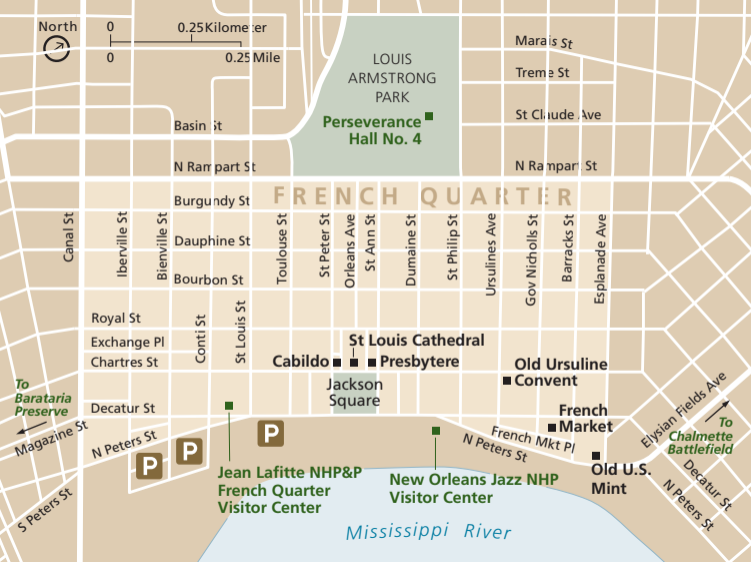 North
0
0.25Kilometer
0
0.25Mile
LOUIS
ARMSTRONG
PARK
Perseverance
Hall No. 4
Marais St
Treme St
St Claude Ave
Basin St
N Rampart St
N Rampart St
FRENCH QUARTER
Burgundy St
Dauphine St
Bourbon St
Canal St
Iberville St
Bienville St
Toulouse St
St Peter St
Orleans Ave
St Ann St
Dumaine St
St Philip St
Ursulines Ave
Gov Nicholls St
Barracks St
Esplanade Ave
Royal St
Exchange Pl
Chartres St
Conti St
St Louis St
St Louis Cathedral
Cabildo
Presbytere
Jackson
Square
Old Ursuline
Convent
French
Market
To
Barataria
Preserve
Decatur St
Magazine St
N Peters St
S Peters St
P
P
P
Jean Lafitte NHP&P
French Quarter
Visitor Center
New Orleans Jazz NHP
Visitor Center
French Mkt Pl
N Peters St
Old U.S.
Mint
Elysian Fields Ave
To
Chalmette
Battlefield
Decatur St
N Peters St
Mississippi River